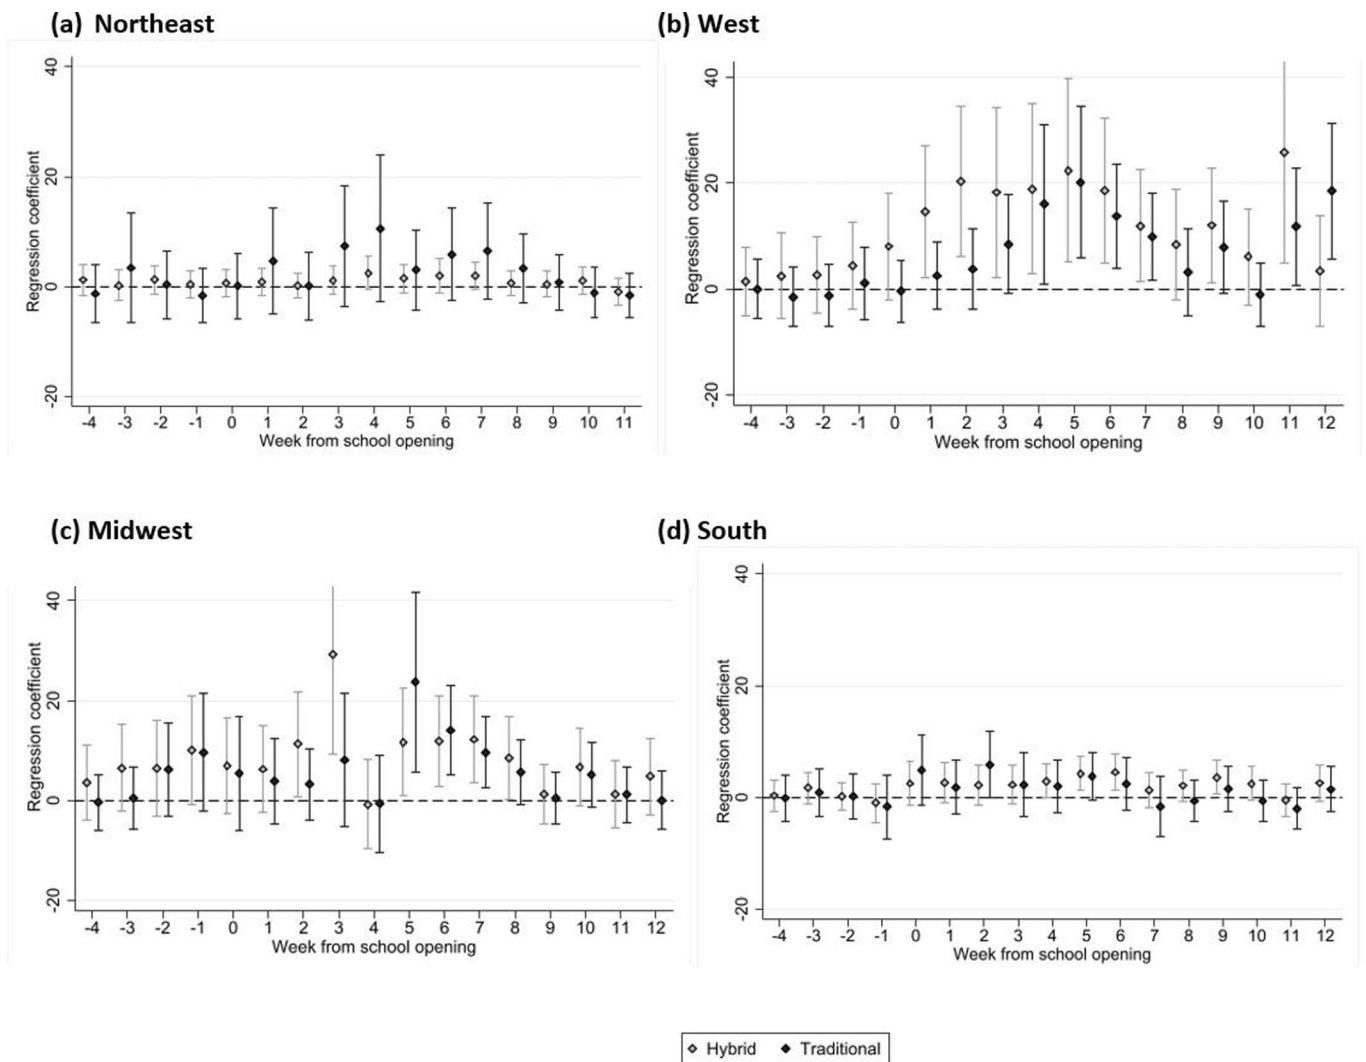 (a) Northeast
(b) West
40
20
0
-20
Regression coefficient
-4 -3 -2 -1 0 1 2 3 4 5 6 7 8 9 10 11
Week from school opening
40
20
0
-20
Regression coefficient
-4 -3 -2 -1 0 1 2 3 4 5 6 7 8 9 10 11 12
Week from school opening
(c) Midwest
(d) South
40
20
0
-20
Regression coefficient
-4 -3 -2 -1 0 1 2 3 4 5 6 7 8 9 10 11 12
Week from school opening
40
20
0
-20
Regression coefficient
-4 -3 -2 -1 0 1 2 3 4 5 6 7 8 9 10 11 12
Week from school opening
Hybrid Traditional